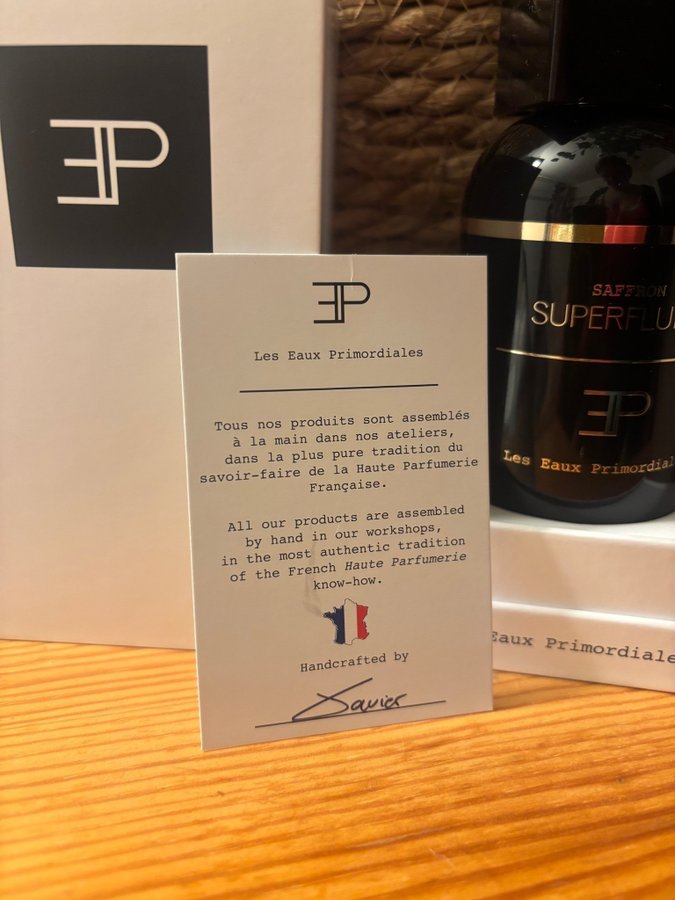 EP
EP
Les Eaux Primordiales
Tous nos produits sont assemblés
à la main dans nos ateliers,
dans la plus pure tradition du
savoir-faire de la Haute Parfumerie
Française.
All our products are assembled
by hand in our workshops,
in the most authentic tradition
of the French Haute Parfumerie
know-how.
Handcrafted by
Xavier
SAFFRON
SUPERFLU
EP
Les Eaux Primordial
Eaux Primordiale